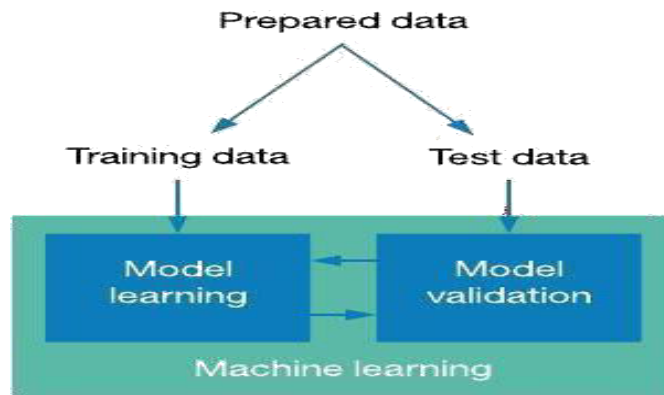 Prepared data
Training data
Test data
Model
learning
Model
validation
Machine learning